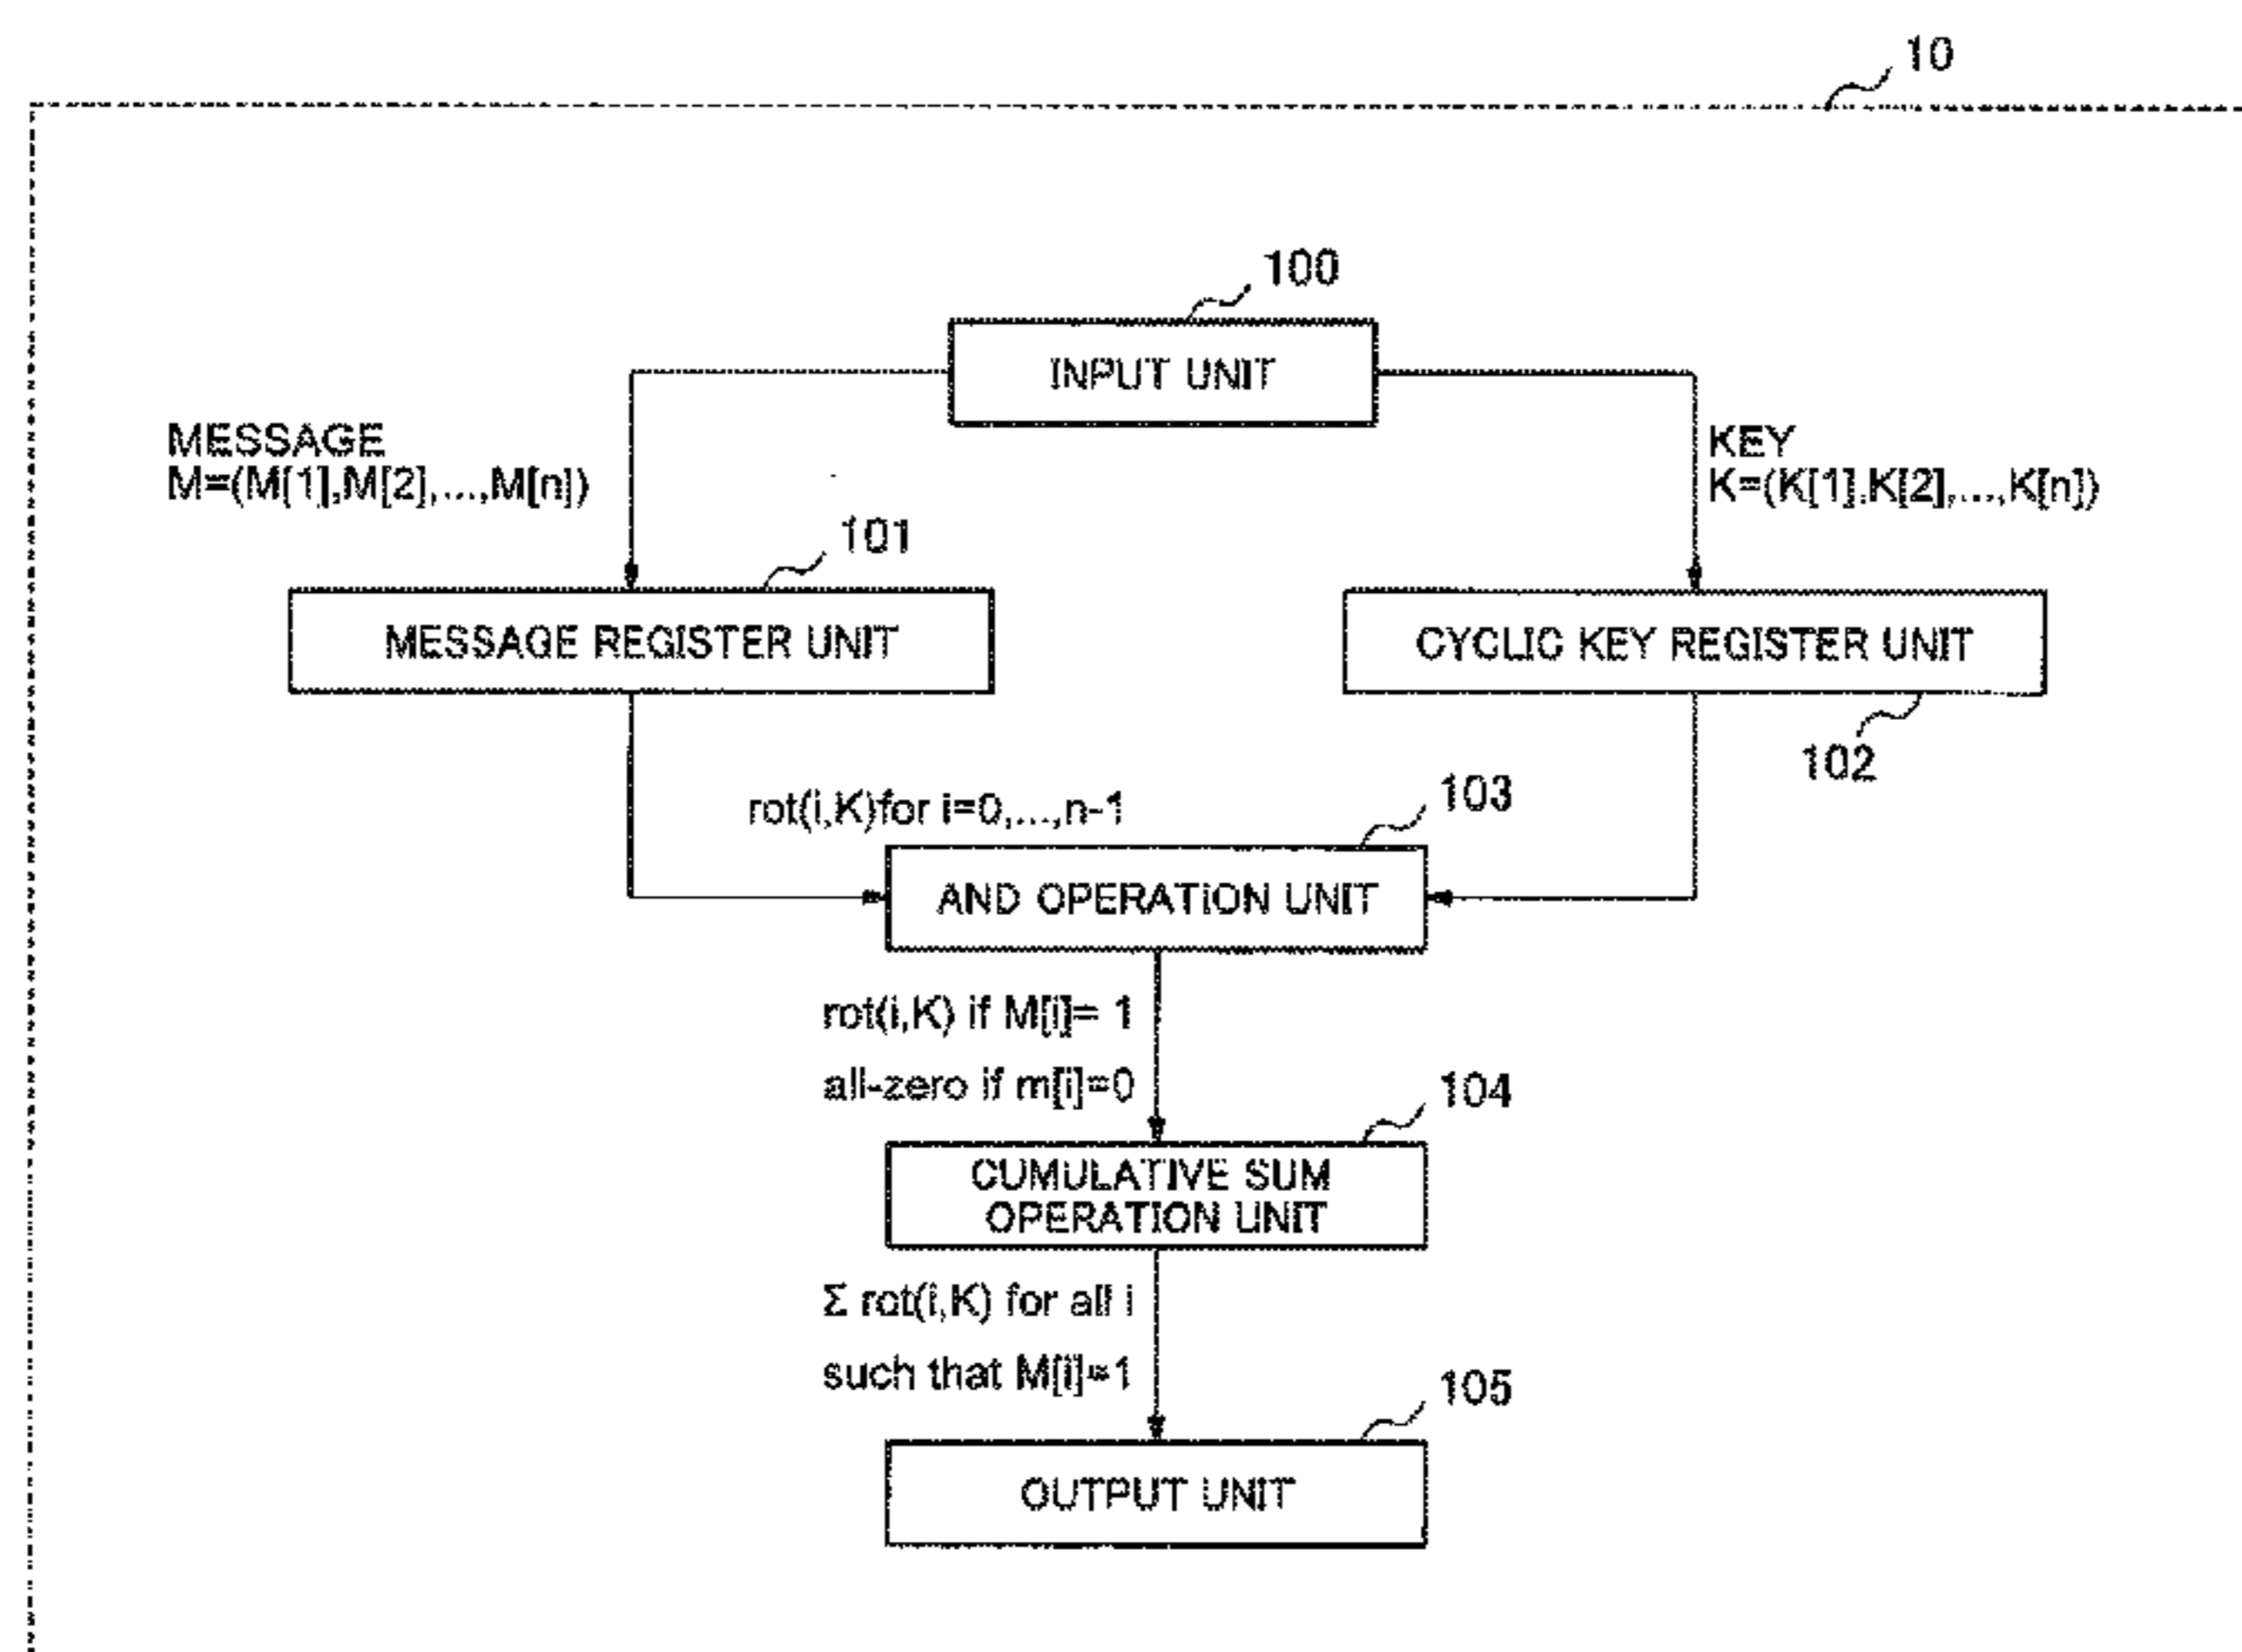 10
100
INPUT UNIT
MESSAGE
M=(M[1],M[2],...,M[n])
KEY
K=(K[1],K[2],...,K[n])
101
MESSAGE REGISTER UNIT
CYCLIC KEY REGISTER UNIT
102
rot(i,K)for i=0,...,n-1
103
AND OPERATION UNIT
rot(i,K) if M[i]= 1
all-zero if m[i]=0
104
CUMULATIVE SUM
OPERATION UNIT
Σ rot(i,K) for all i
such that M[i]=1
105
OUTPUT UNIT